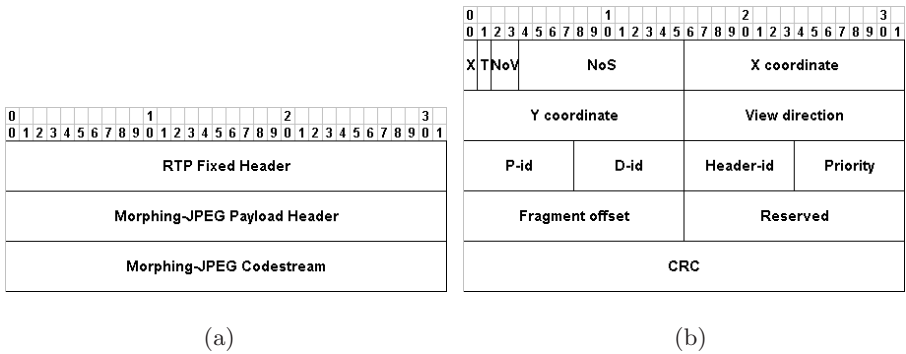 0 1 2 3
0 1 2 3 4 5 6 7 8 9 0 1 2 3 4 5 6 7 8 9 0 1 2 3 4 5 6 7 8 9 0 1
RTP Fixed Header
Morphing-JPEG Payload Header
Morphing-JPEG Codestream
(a)
0 1 2 3
0 1 2 3 4 5 6 7 8 9 0 1 2 3 4 5 6 7 8 9 0 1 2 3 4 5 6 7 8 9 0 1
X T NoV NoS X coordinate
Y coordinate View direction
P-id D-id Header-id Priority
Fragment offset Reserved
CRC
(b)